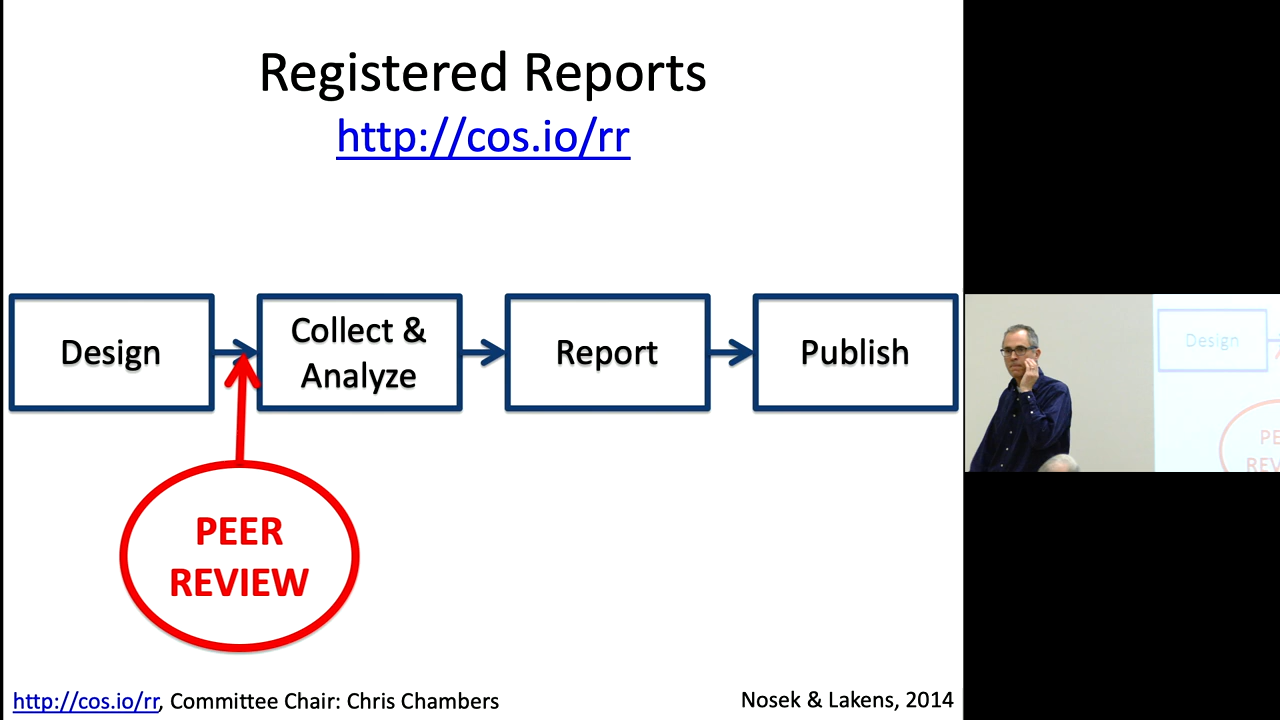 Registered Reports
http://cos.io/rr
Design
Collect &
Analyze
Report
Publish
PEER
REVIEW
http://cos.io/rr, Committee Chair: Chris Chambers
Nosek & Lakens, 2014
Design